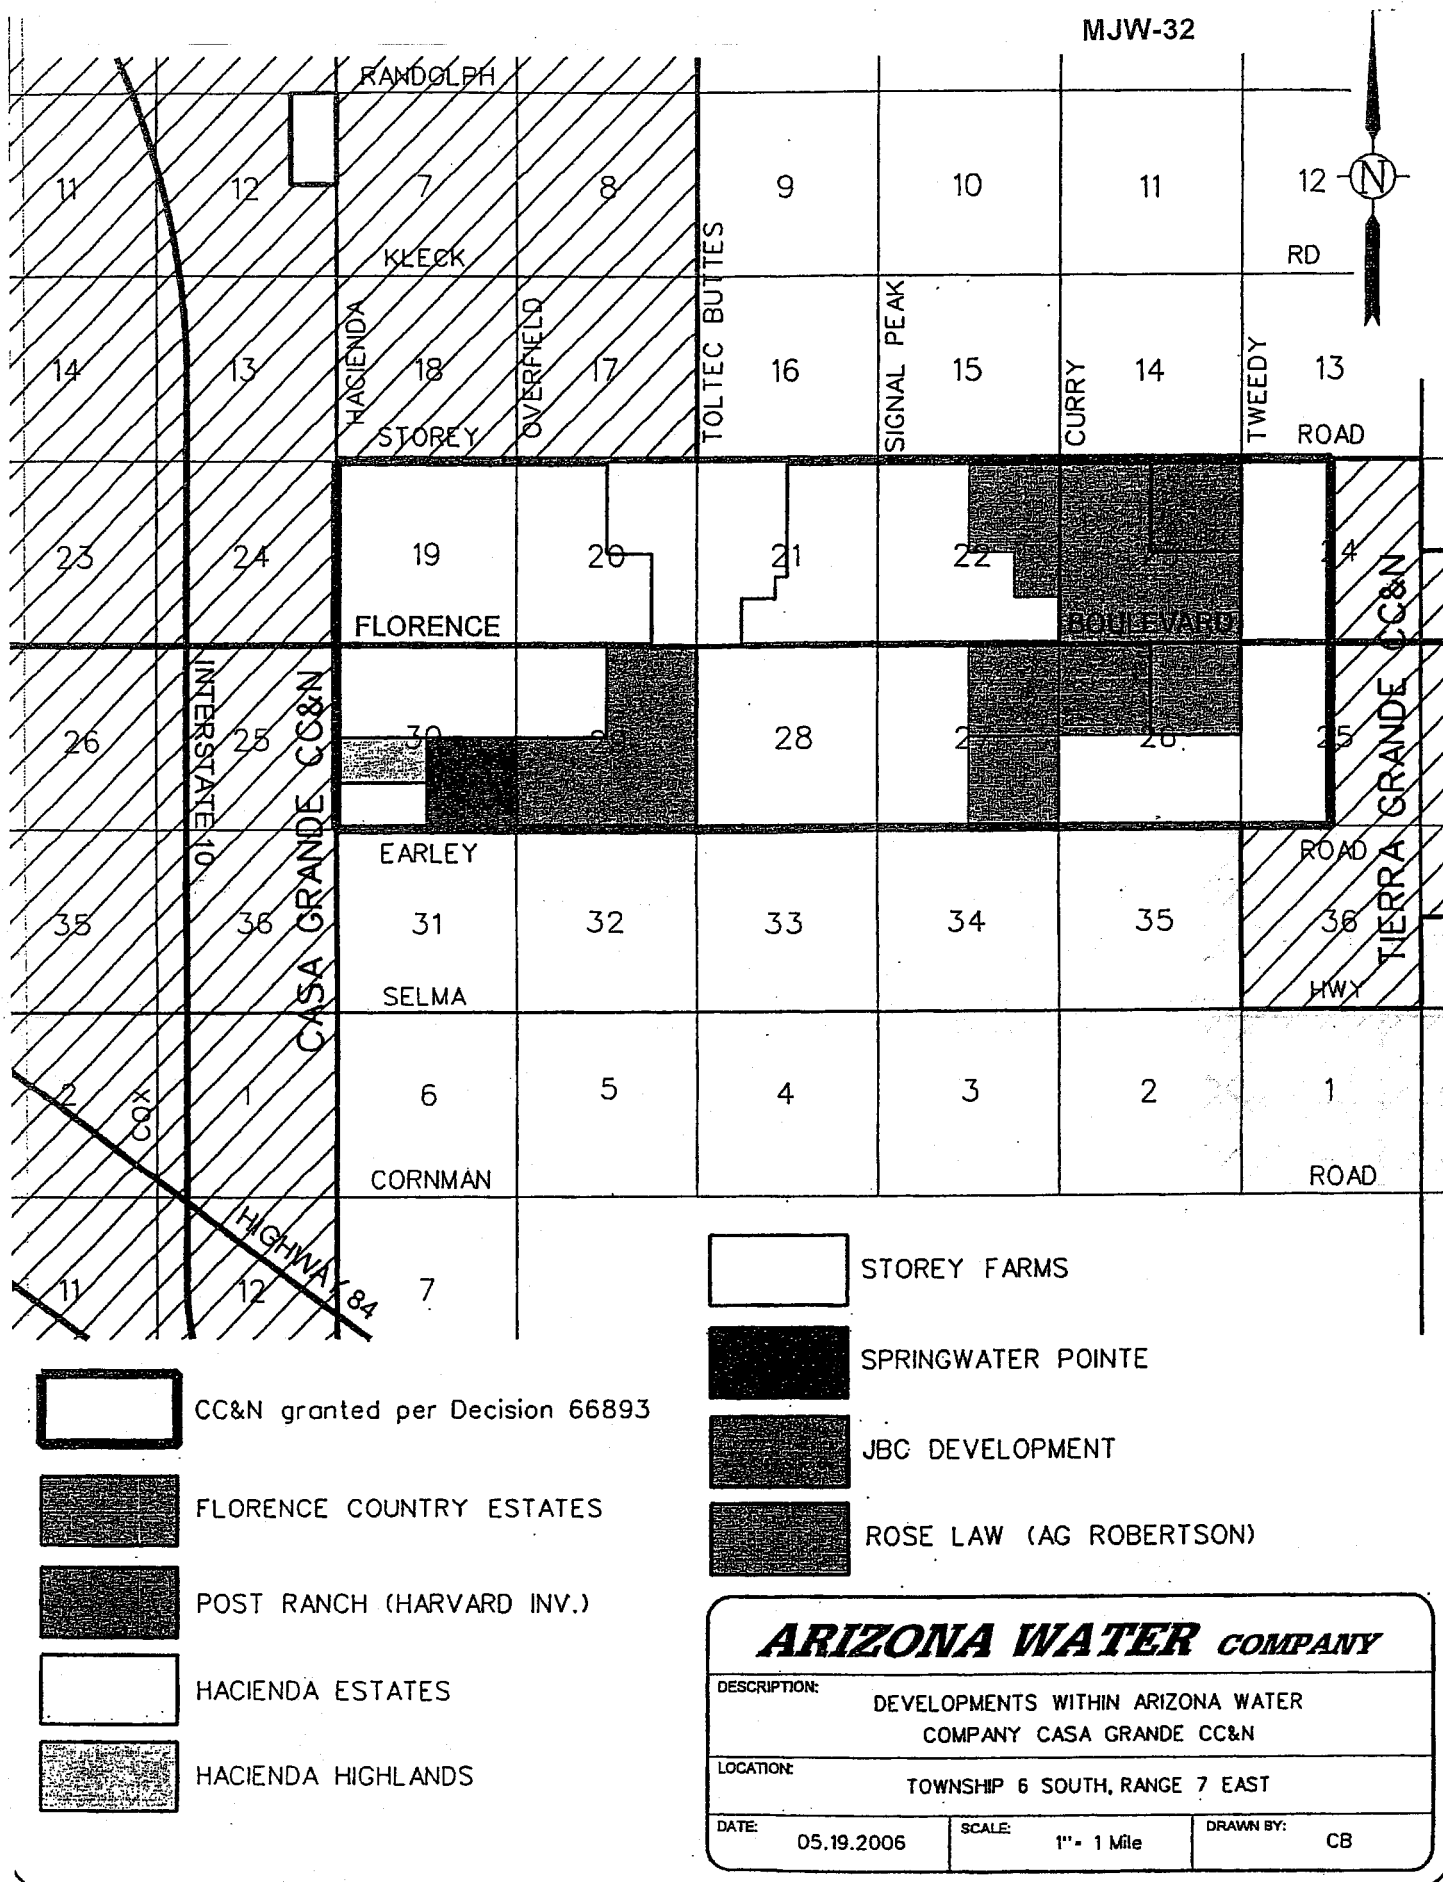 MJW-32
RANDOLPH
11 12 7 8 9 10 11 12 N
KLECK RD
HACIENDA
OVERFIELD
TOLTEC BUTTES
SIGNAL PEAK
CURRY
TWEEDY
14 13 18 17 16 15 14 13
STOREY ROAD
23 24 19 20 21 22 24
FLORENCE BOULEVARD
INTERSTATE 10
CASA GRANDE CC&N
TIERRA GRANDE CC&N
26 25 30 28 26 25
EARLEY ROAD
35 36 31 32 33 34 35 36
SELMA HWY
2 1 6 5 4 3 2 1
COX
CORNMAN ROAD
HIGHWAY 84
11 12 7
CC&N granted per Decision 66893
FLORENCE COUNTRY ESTATES
POST RANCH (HARVARD INV.)
HACIENDA ESTATES
HACIENDA HIGHLANDS
STOREY FARMS
SPRINGWATER POINTE
JBC DEVELOPMENT
ROSE LAW (AG ROBERTSON)
ARIZONA WATER COMPANY
DESCRIPTION:
DEVELOPMENTS WITHIN ARIZONA WATER
COMPANY CASA GRANDE CC&N
LOCATION:
TOWNSHIP 6 SOUTH, RANGE 7 EAST
DATE: 05.19.2006 SCALE: 1"= 1 Mile DRAWN BY: CB